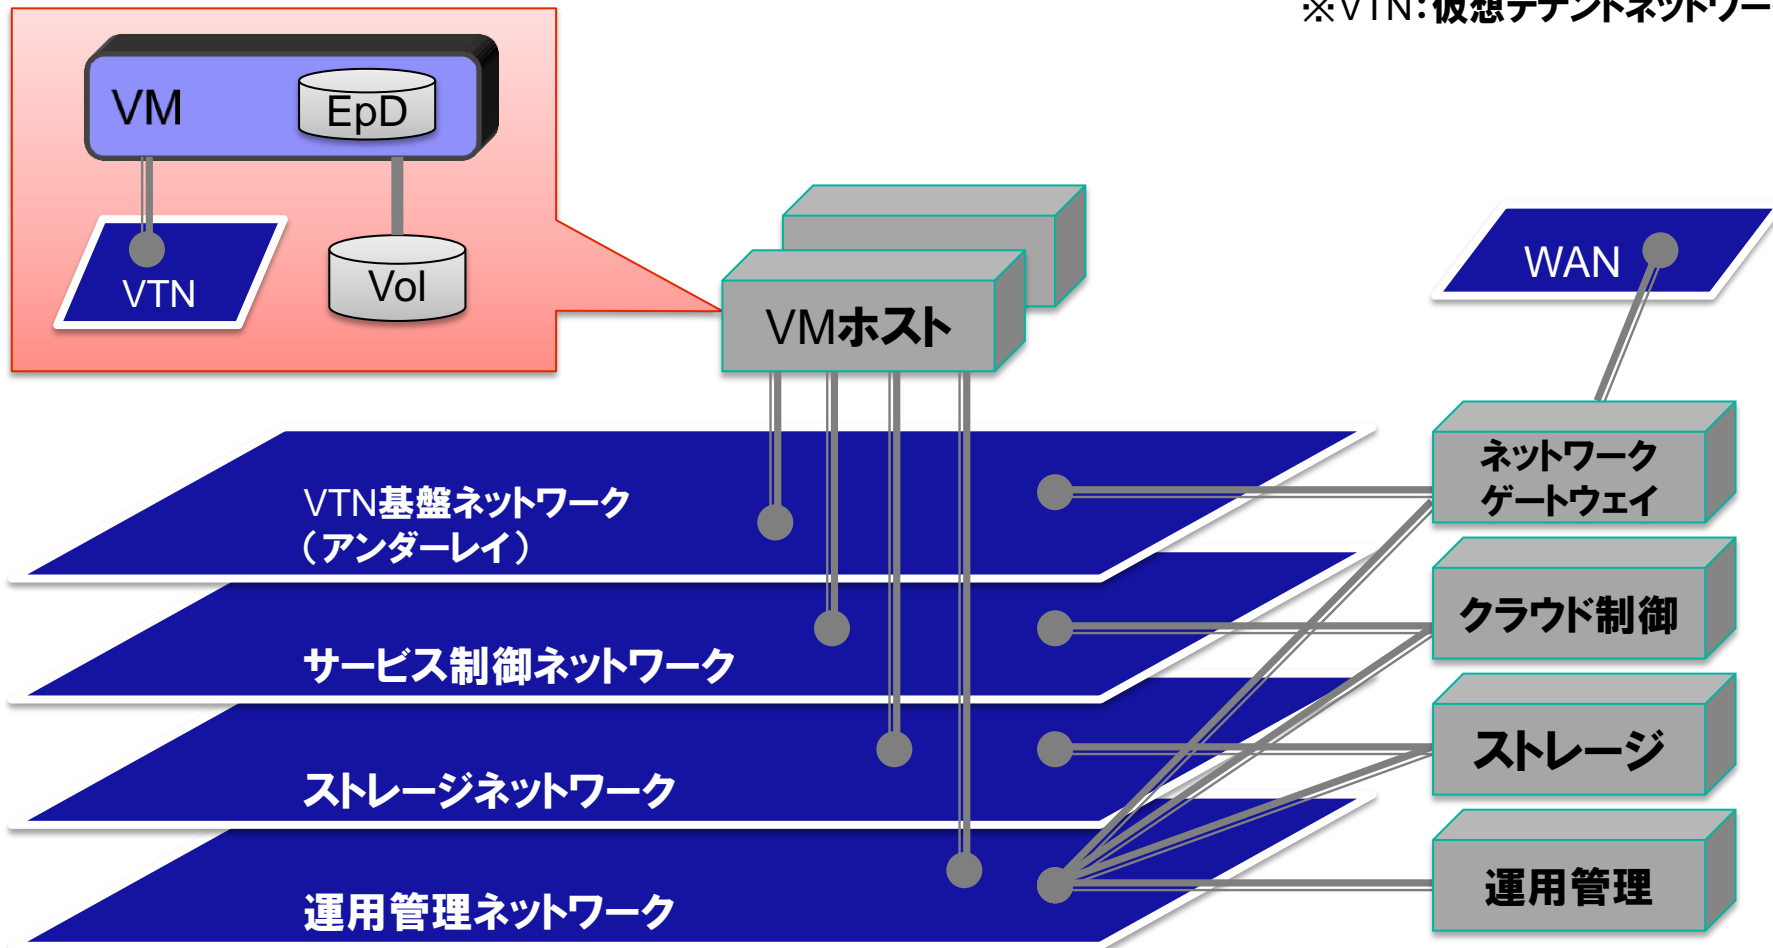 ※VTN：仮想テナントネットワー
VM
EpD
VTN
Vol
VMホスト
WAN
ネットワーク
ゲートウェイ
VTN基盤ネットワーク
（アンダーレイ）
クラウド制御
サービス制御ネットワーク
ストレージ
ストレージネットワーク
運用管理
運用管理ネットワーク